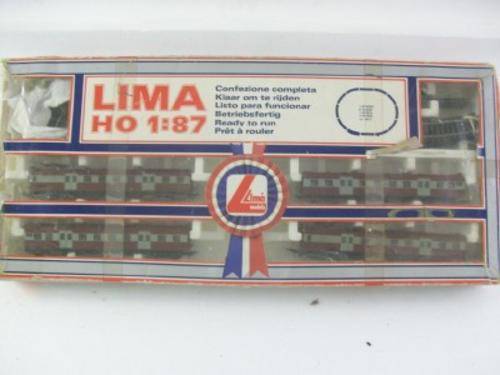 LIMA
HO 1:87
Confezione completa
Klaar om te rijden
Listo para funcionar
Betriebsfertig
Ready to run
Prêt à rouler
Lima
models